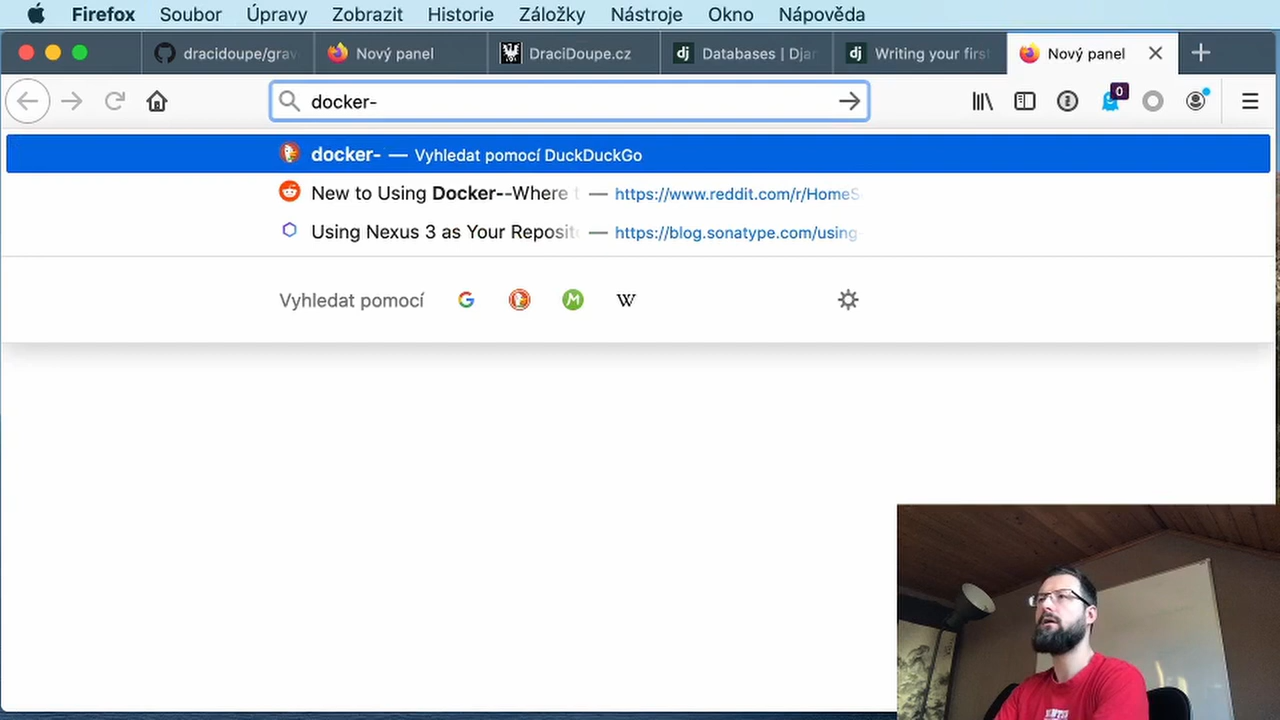 Firefox Soubor Úpravy Zobrazit Historie Záložky Nástroje Okno Nápověda
dracidoupe/grav Nový panel DraciDoupe.cz Databases | Djan Writing your first Nový panel
docker-
0
docker- — Vyhledat pomocí DuckDuckGo
New to Using Docker--Where t — https://www.reddit.com/r/HomeS
Using Nexus 3 as Your Reposit — https://blog.sonatype.com/using-
Vyhledat pomocí